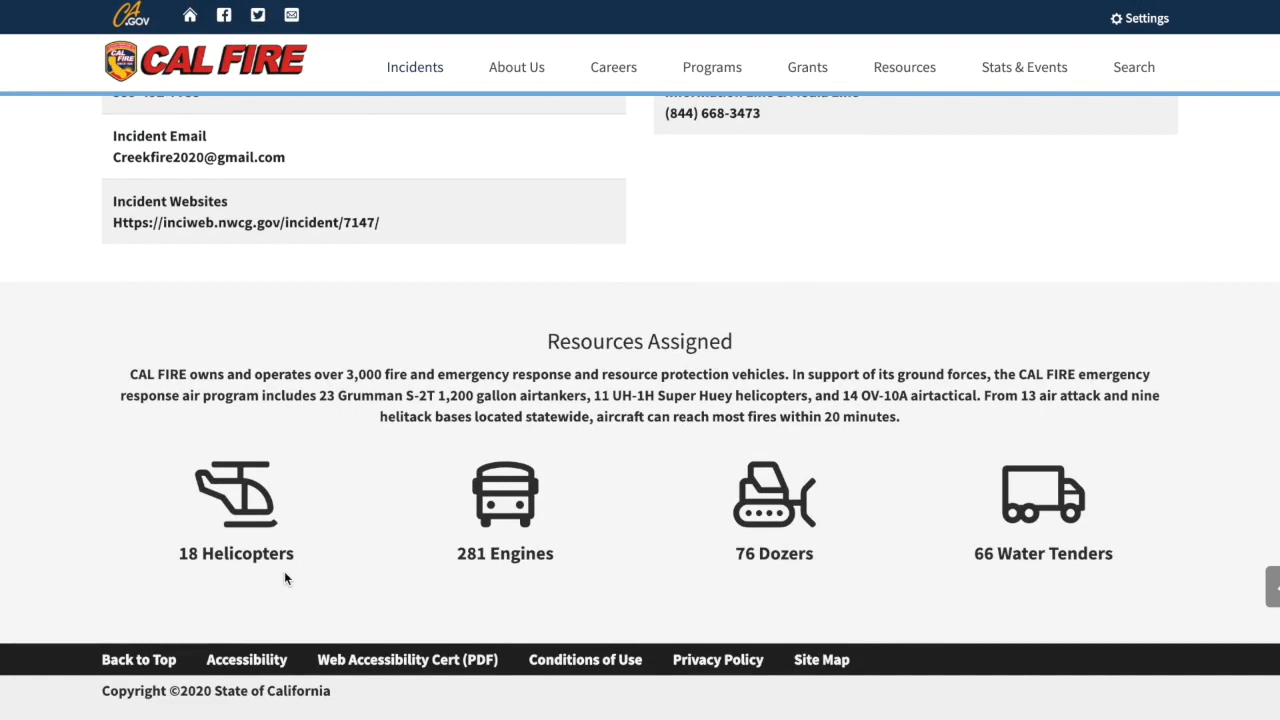 CA.GOV
Settings
CAL FIRE
Incidents
About Us
Careers
Programs
Grants
Resources
Stats & Events
Search
(844) 668-3473
Incident Email
Creekfire2020@gmail.com
Incident Websites
Https://inciweb.nwcg.gov/incident/7147/
Resources Assigned
CAL FIRE owns and operates over 3,000 fire and emergency response and resource protection vehicles. In support of its ground forces, the CAL FIRE emergency
response air program includes 23 Grumman S-2T 1,200 gallon airtankers, 11 UH-1H Super Huey helicopters, and 14 OV-10A airtactical. From 13 air attack and nine
helitack bases located statewide, aircraft can reach most fires within 20 minutes.
18 Helicopters
281 Engines
76 Dozers
66 Water Tenders
Back to Top
Accessibility
Web Accessibility Cert (PDF)
Conditions of Use
Privacy Policy
Site Map
Copyright ©2020 State of California